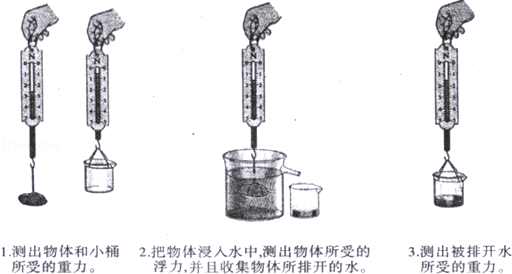 1.测出物体和小桶
所受的重力。
2.把物体浸入水中,测出物体所受的
浮力,并且收集物体所排开的水。
3.测出被排开水
所受的重力。